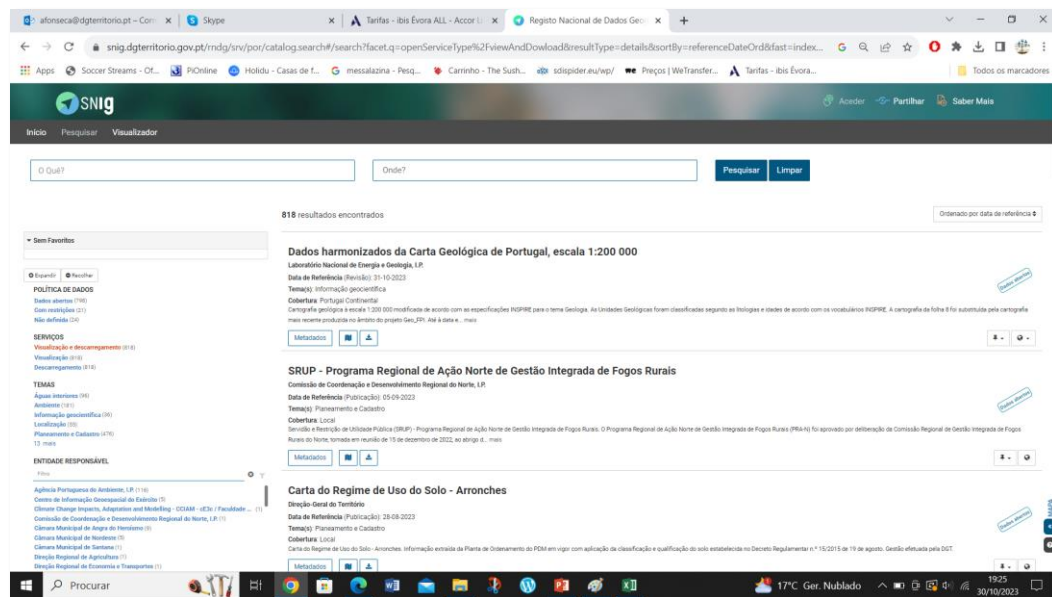 afonseca@dgterritorio.pt – Cor
Skype
Tarifas - ibis Évora ALL - Accor Li
Registo Nacional de Dados Geo
snig.dgterritorio.gov.pt/rndg/srv/por/catalog.search#/search?facet.q=openServiceType%2FviewAndDowload&resultType=details&sortBy=referenceDateOrd&fast=index...
Apps
Soccer Streams - Of...
PiOnline
Holidu - Casas de f...
messalazina - Pesq...
Carrinho - The Sush...
sdispider.eu/wp/
Preços | WeTransfer...
Tarifas - ibis Évora...
Todos os marcadores
SNIg
Aceder
Partilhar
Saber Mais
Início
Pesquisar
Visualizador
O Quê?
Onde?
Pesquisar
Limpar
818 resultados encontrados
Ordenado por data de referência
Sem Favoritos
Expandir
Recolher
POLÍTICA DE DADOS
Dados abertos (798)
Com restrições (21)
Não definida (24)
SERVIÇOS
Visualização e descarregamento (818)
Visualização (818)
Descarregamento (818)
TEMAS
Águas interiores (98)
Ambiente (181)
Informação geocientífica (36)
Localização (55)
Planeamento e Cadastro (479)
13 mais
ENTIDADE RESPONSÁVEL
Filtro
Agência Portuguesa do Ambiente, I.P. (118)
Centro de Informação Geoespacial do Exército (5)
Climate Change Impacts, Adaptation and Modelling - CCIAM - cE3c / Faculdade ... (1)
Comissão de Coordenação e Desenvolvimento Regional do Norte, I.P. (1)
Câmara Municipal de Angra do Heroísmo (6)
Câmara Municipal de Nordeste (5)
Câmara Municipal de Santana (1)
Direção Regional de Agricultura (1)
Direção Regional de Economia e Transportes (1)
Dados harmonizados da Carta Geológica de Portugal, escala 1:200 000
Laboratório Nacional de Energia e Geologia, I.P.
Data de Referência (Revisão): 31-10-2023
Tema(s): Informação geocientífica
Cobertura: Portugal Continental
Cartografia geológica à escala 1:200 000 modificada de acordo com as especificações INSPIRE para o tema Geologia. As Unidades Geológicas foram classificadas segundo as litologias e idades de acordo com os vocabulários INSPIRE. A cartografia da folha 8 foi substituída pela cartografia
mais recente produzida no âmbito do projeto Geo_FPI. Até à data e... mais
Dados abertos
Metadados
SRUP - Programa Regional de Ação Norte de Gestão Integrada de Fogos Rurais
Comissão de Coordenação e Desenvolvimento Regional do Norte, I.P.
Data de Referência (Publicação): 05-09-2023
Tema(s): Planeamento e Cadastro
Cobertura: Local
Servidão e Restrição de Utilidade Pública (SRUP) - Programa Regional de Ação Norte de Gestão Integrada de Fogos Rurais. O Programa Regional de Ação Norte de Gestão Integrada de Fogos Rurais (PRA-N) foi aprovado por deliberação da Comissão Regional de Gestão Integrada de Fogos
Rurais do Norte, tomada em reunião de 15 de dezembro de 2022, ao abrigo d... mais
Dados abertos
Metadados
Carta do Regime de Uso do Solo - Arronches
Direção-Geral do Território
Data de Referência (Publicação): 28-08-2023
Tema(s): Planeamento e Cadastro
Cobertura: Local
Carta do Regime de Uso do Solo - Arronches. Informação extraída da Planta de Ordenamento do PDM em vigor com aplicação da classificação e qualificação do solo estabelecida no Decreto Regulamentar n.º 15/2015 de 19 de agosto. Gestão efetuada pela DGT.
Dados abertos
Metadados
Procurar
17°C Ger. Nublado
19:25
30/10/2023